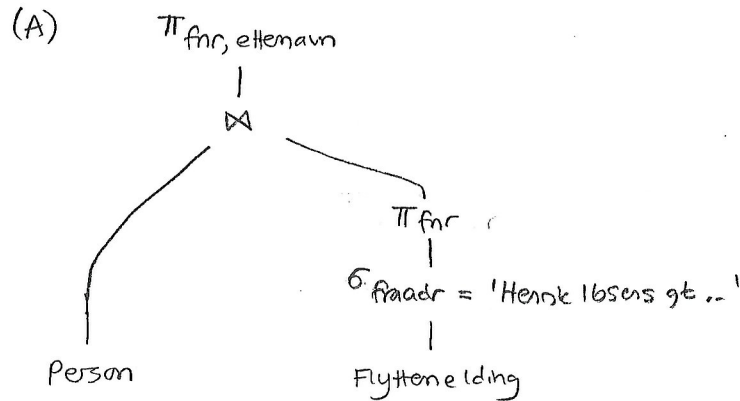 (A)
π fnr, etternavn
⋈
π fnr
σ fraadr = 'Henrik Ibsens gt..'
Person
Flyttemelding